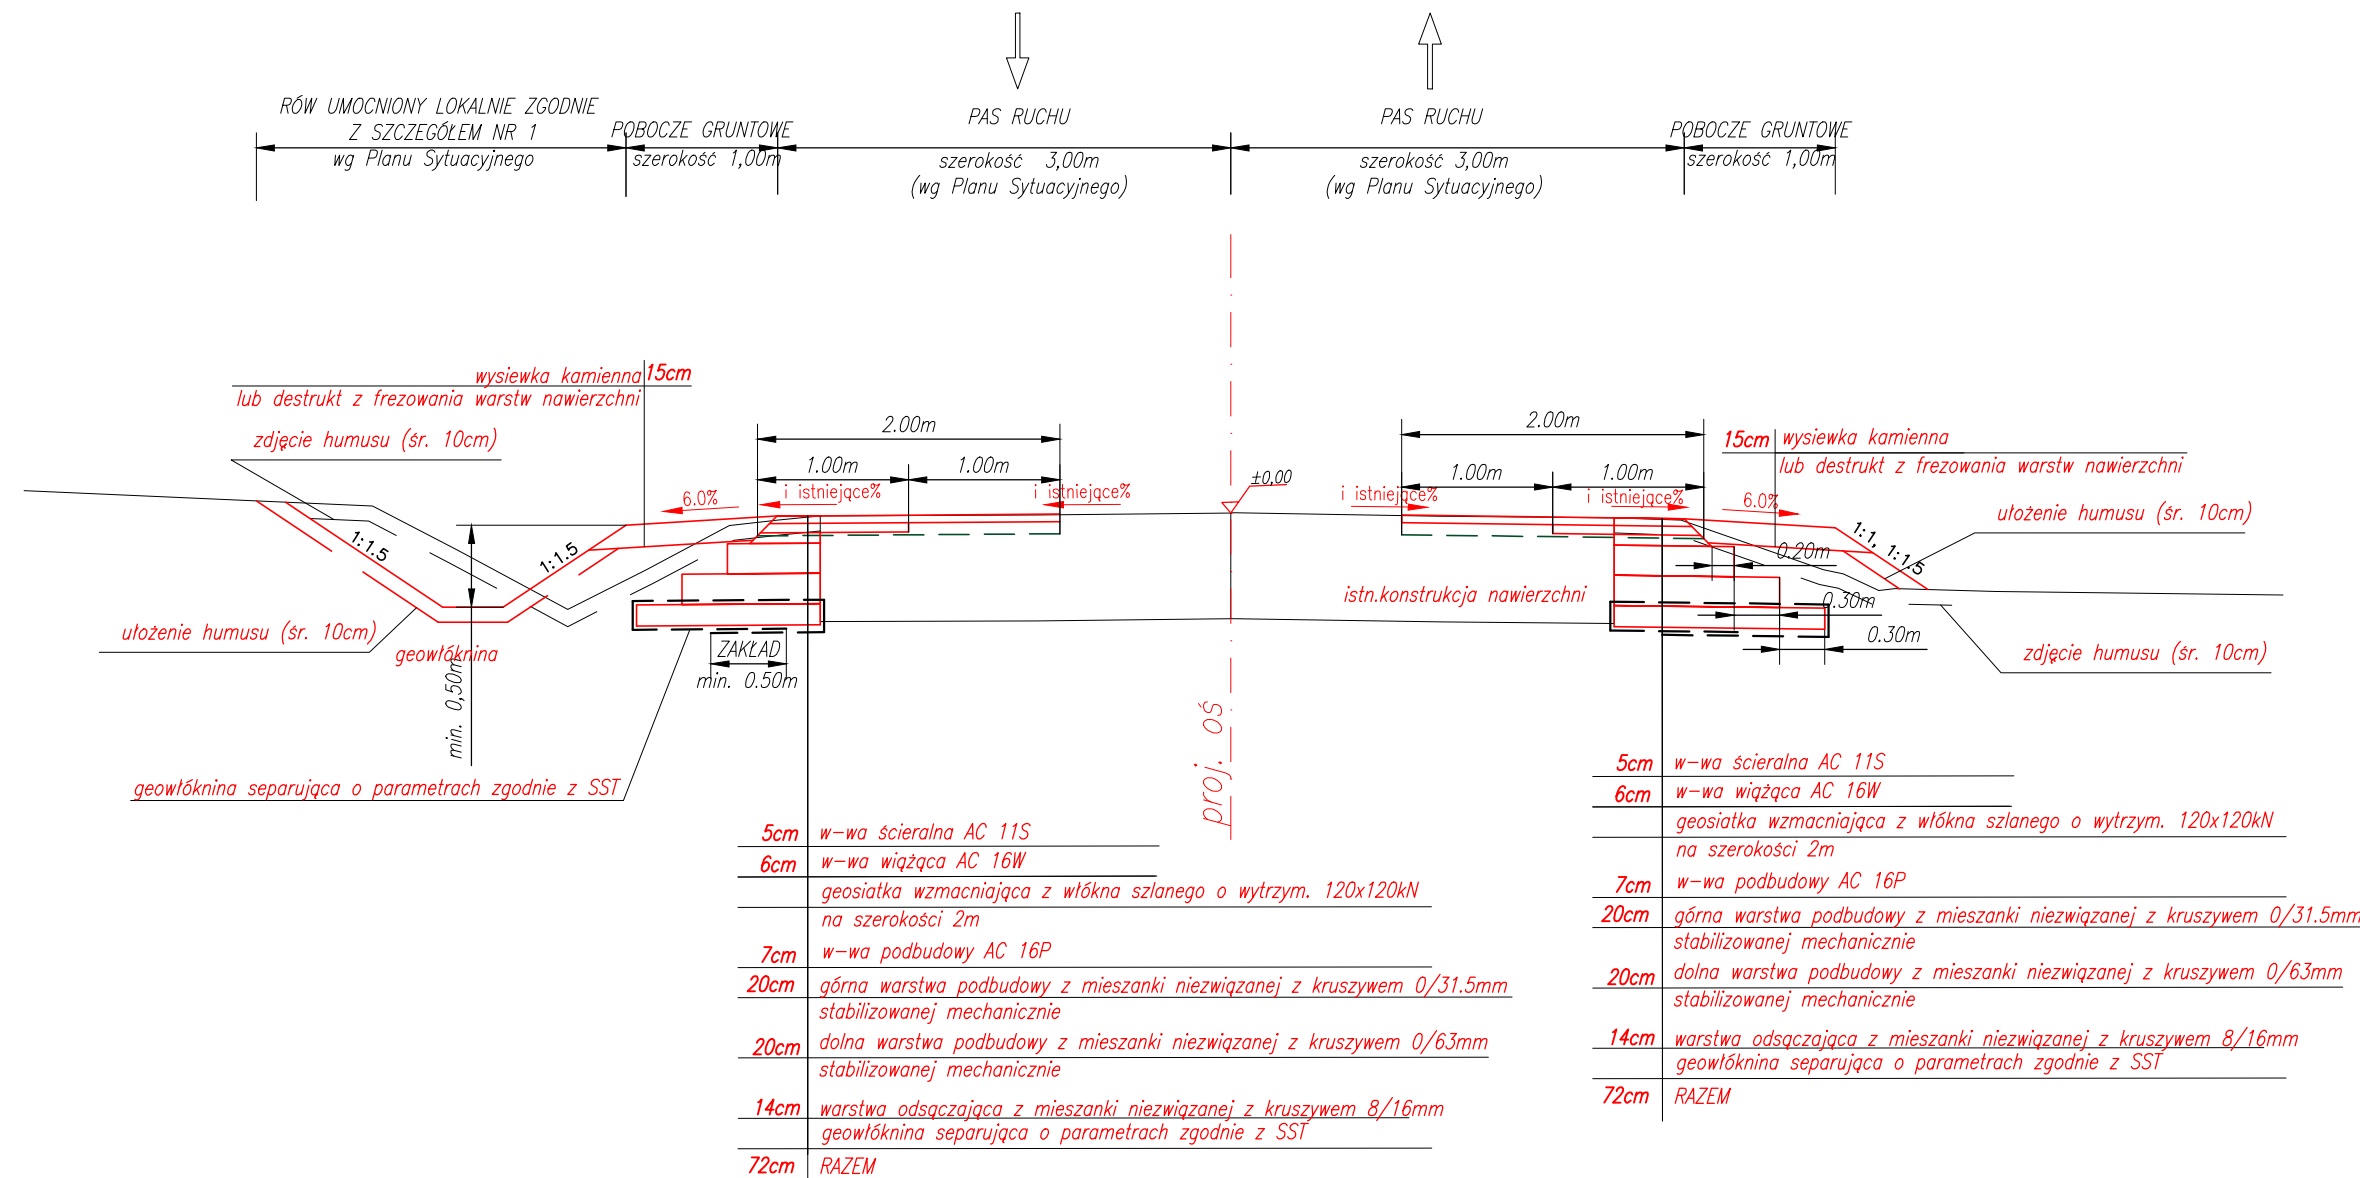 RÓW UMOCNIONY LOKALNIE ZGODNIE
Z SZCZEGÓŁEM NR 1
wg Planu Sytuacyjnego
POBOCZE GRUNTOWE
szerokość 1,00m
PAS RUCHU
szerokość 3,00m
(wg Planu Sytuacyjnego)
PAS RUCHU
szerokość 3,00m
(wg Planu Sytuacyjnego)
POBOCZE GRUNTOWE
szerokość 1,00m
wysiewka kamienna 15cm
lub destrukt z frezowania warstw nawierzchni
zdjęcie humusu (śr. 10cm)
2.00m
1.00m
1.00m
6.0%
i istniejące%
i istniejące%
±0,00
2.00m
1.00m
1.00m
i istniejące%
i istniejące%
6.0%
15cm wysiewka kamienna
lub destrukt z frezowania warstw nawierzchni
ułożenie humusu (śr. 10cm)
1:1.5
1:1.5
1:1, 1:1.5
0.20m
0.30m
0.30m
istn.konstrukcja nawierzchni
ułożenie humusu (śr. 10cm)
geowłóknina
min. 0,50m
ZAKŁAD
min. 0.50m
zdjęcie humusu (śr. 10cm)
geowłóknina separująca o parametrach zgodnie z SST
proj. OŚ
5cm w-wa ścieralna AC 11S
6cm w-wa wiążąca AC 16W
geosiatka wzmacniająca z włókna szlanego o wytrzym. 120x120kN
na szerokości 2m
7cm w-wa podbudowy AC 16P
20cm górna warstwa podbudowy z mieszanki niezwiązanej z kruszywem 0/31.5mm
stabilizowanej mechanicznie
20cm dolna warstwa podbudowy z mieszanki niezwiązanej z kruszywem 0/63mm
stabilizowanej mechanicznie
14cm warstwa odsączająca z mieszanki niezwiązanej z kruszywem 8/16mm
geowłóknina separująca o parametrach zgodnie z SST
72cm RAZEM
5cm w-wa ścieralna AC 11S
6cm w-wa wiążąca AC 16W
geosiatka wzmacniająca z włókna szlanego o wytrzym. 120x120kN
na szerokości 2m
7cm w-wa podbudowy AC 16P
20cm górna warstwa podbudowy z mieszanki niezwiązanej z kruszywem 0/31.5mm
stabilizowanej mechanicznie
20cm dolna warstwa podbudowy z mieszanki niezwiązanej z kruszywem 0/63mm
stabilizowanej mechanicznie
14cm warstwa odsączająca z mieszanki niezwiązanej z kruszywem 8/16mm
geowłóknina separująca o parametrach zgodnie z SST
72cm RAZEM